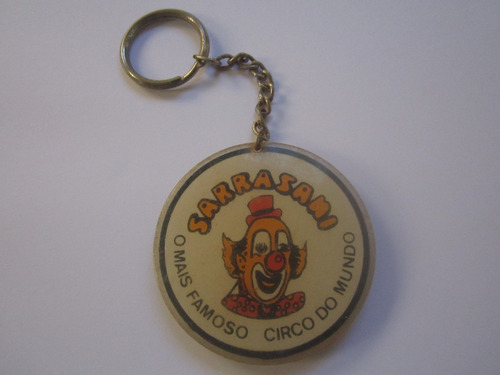 SARRASANI
O MAIS FAMOSO CIRCO DO MUNDO